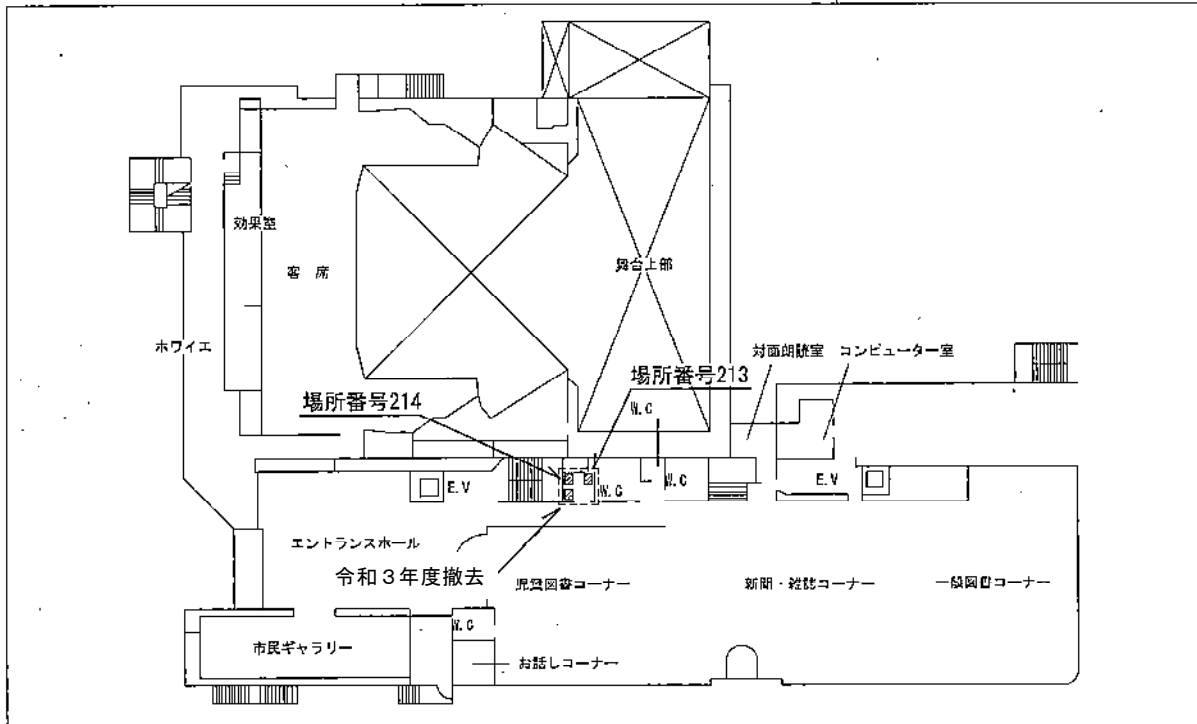 効果室
客 席
舞台上部
ホワイエ
対面朗読室
コンピューター室
場所番号213
場所番号214
W.C
E.V
W.C
W.C
E.V
エントランスホール
令和３年度撤去
児童図書コーナー
新聞・雑誌コーナー
一般図書コーナー
W.C
市民ギャラリー
お話しコーナー